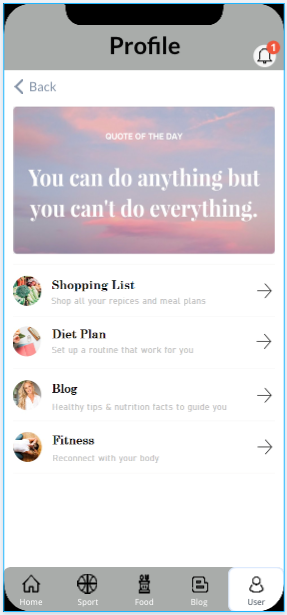 Profile
1
Back
QUOTE OF THE DAY
You can do anything but
you can't do everything.
Shopping List
Shop all your repices and meal plans
Diet Plan
Set up a routine that work for you
Blog
Healthy tips & nutrition facts to guide you
Fitness
Reconnect with your body
Home Sport Food Blog User